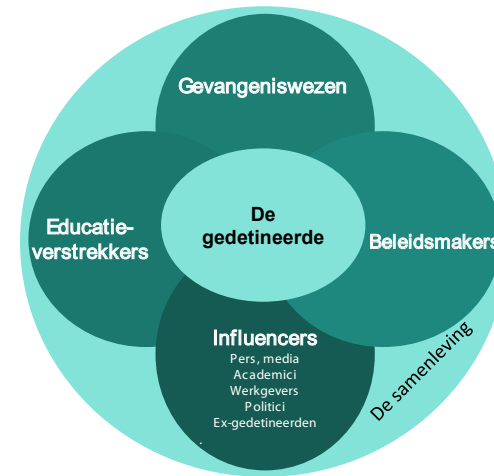 Gevangeniswezen
Educatie-
verstrekkers
De
gedetineerde
Beleidsmakers
Influencers
Pers, media
Academici
Werkgevers
Politici
Ex-gedetineerden
.
De samenleving